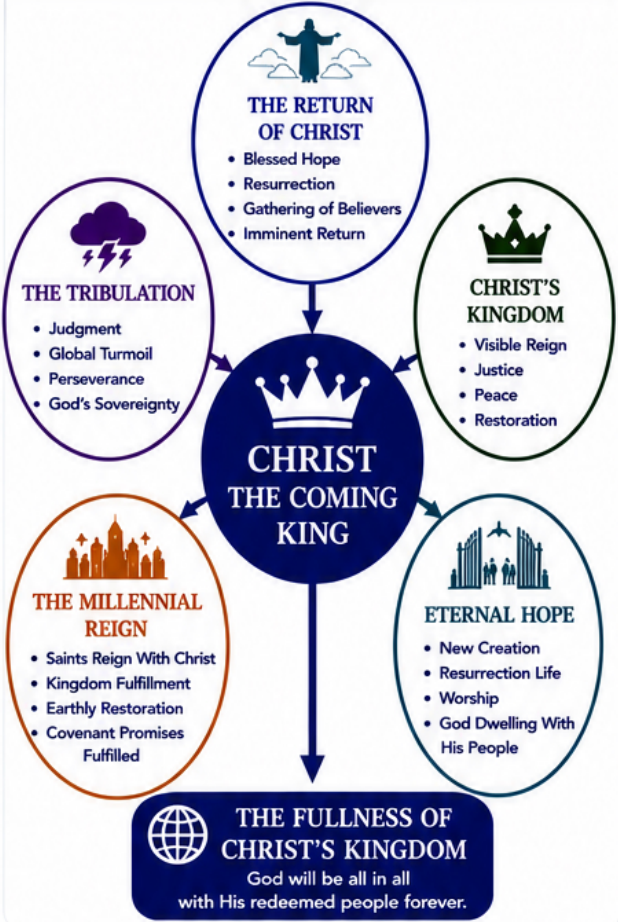 THE RETURN
OF CHRIST
• Blessed Hope
• Resurrection
• Gathering of Believers
• Imminent Return
THE TRIBULATION
• Judgment
• Global Turmoil
• Perseverance
• God's Sovereignty
CHRIST'S
KINGDOM
• Visible Reign
• Justice
• Peace
• Restoration
CHRIST
THE COMING
KING
THE MILLENNIAL
REIGN
• Saints Reign With Christ
• Kingdom Fulfillment
• Earthly Restoration
• Covenant Promises
Fulfilled
ETERNAL HOPE
• New Creation
• Resurrection Life
• Worship
• God Dwelling With
His People
THE FULLNESS OF
CHRIST'S KINGDOM
God will be all in all
with His redeemed people forever.